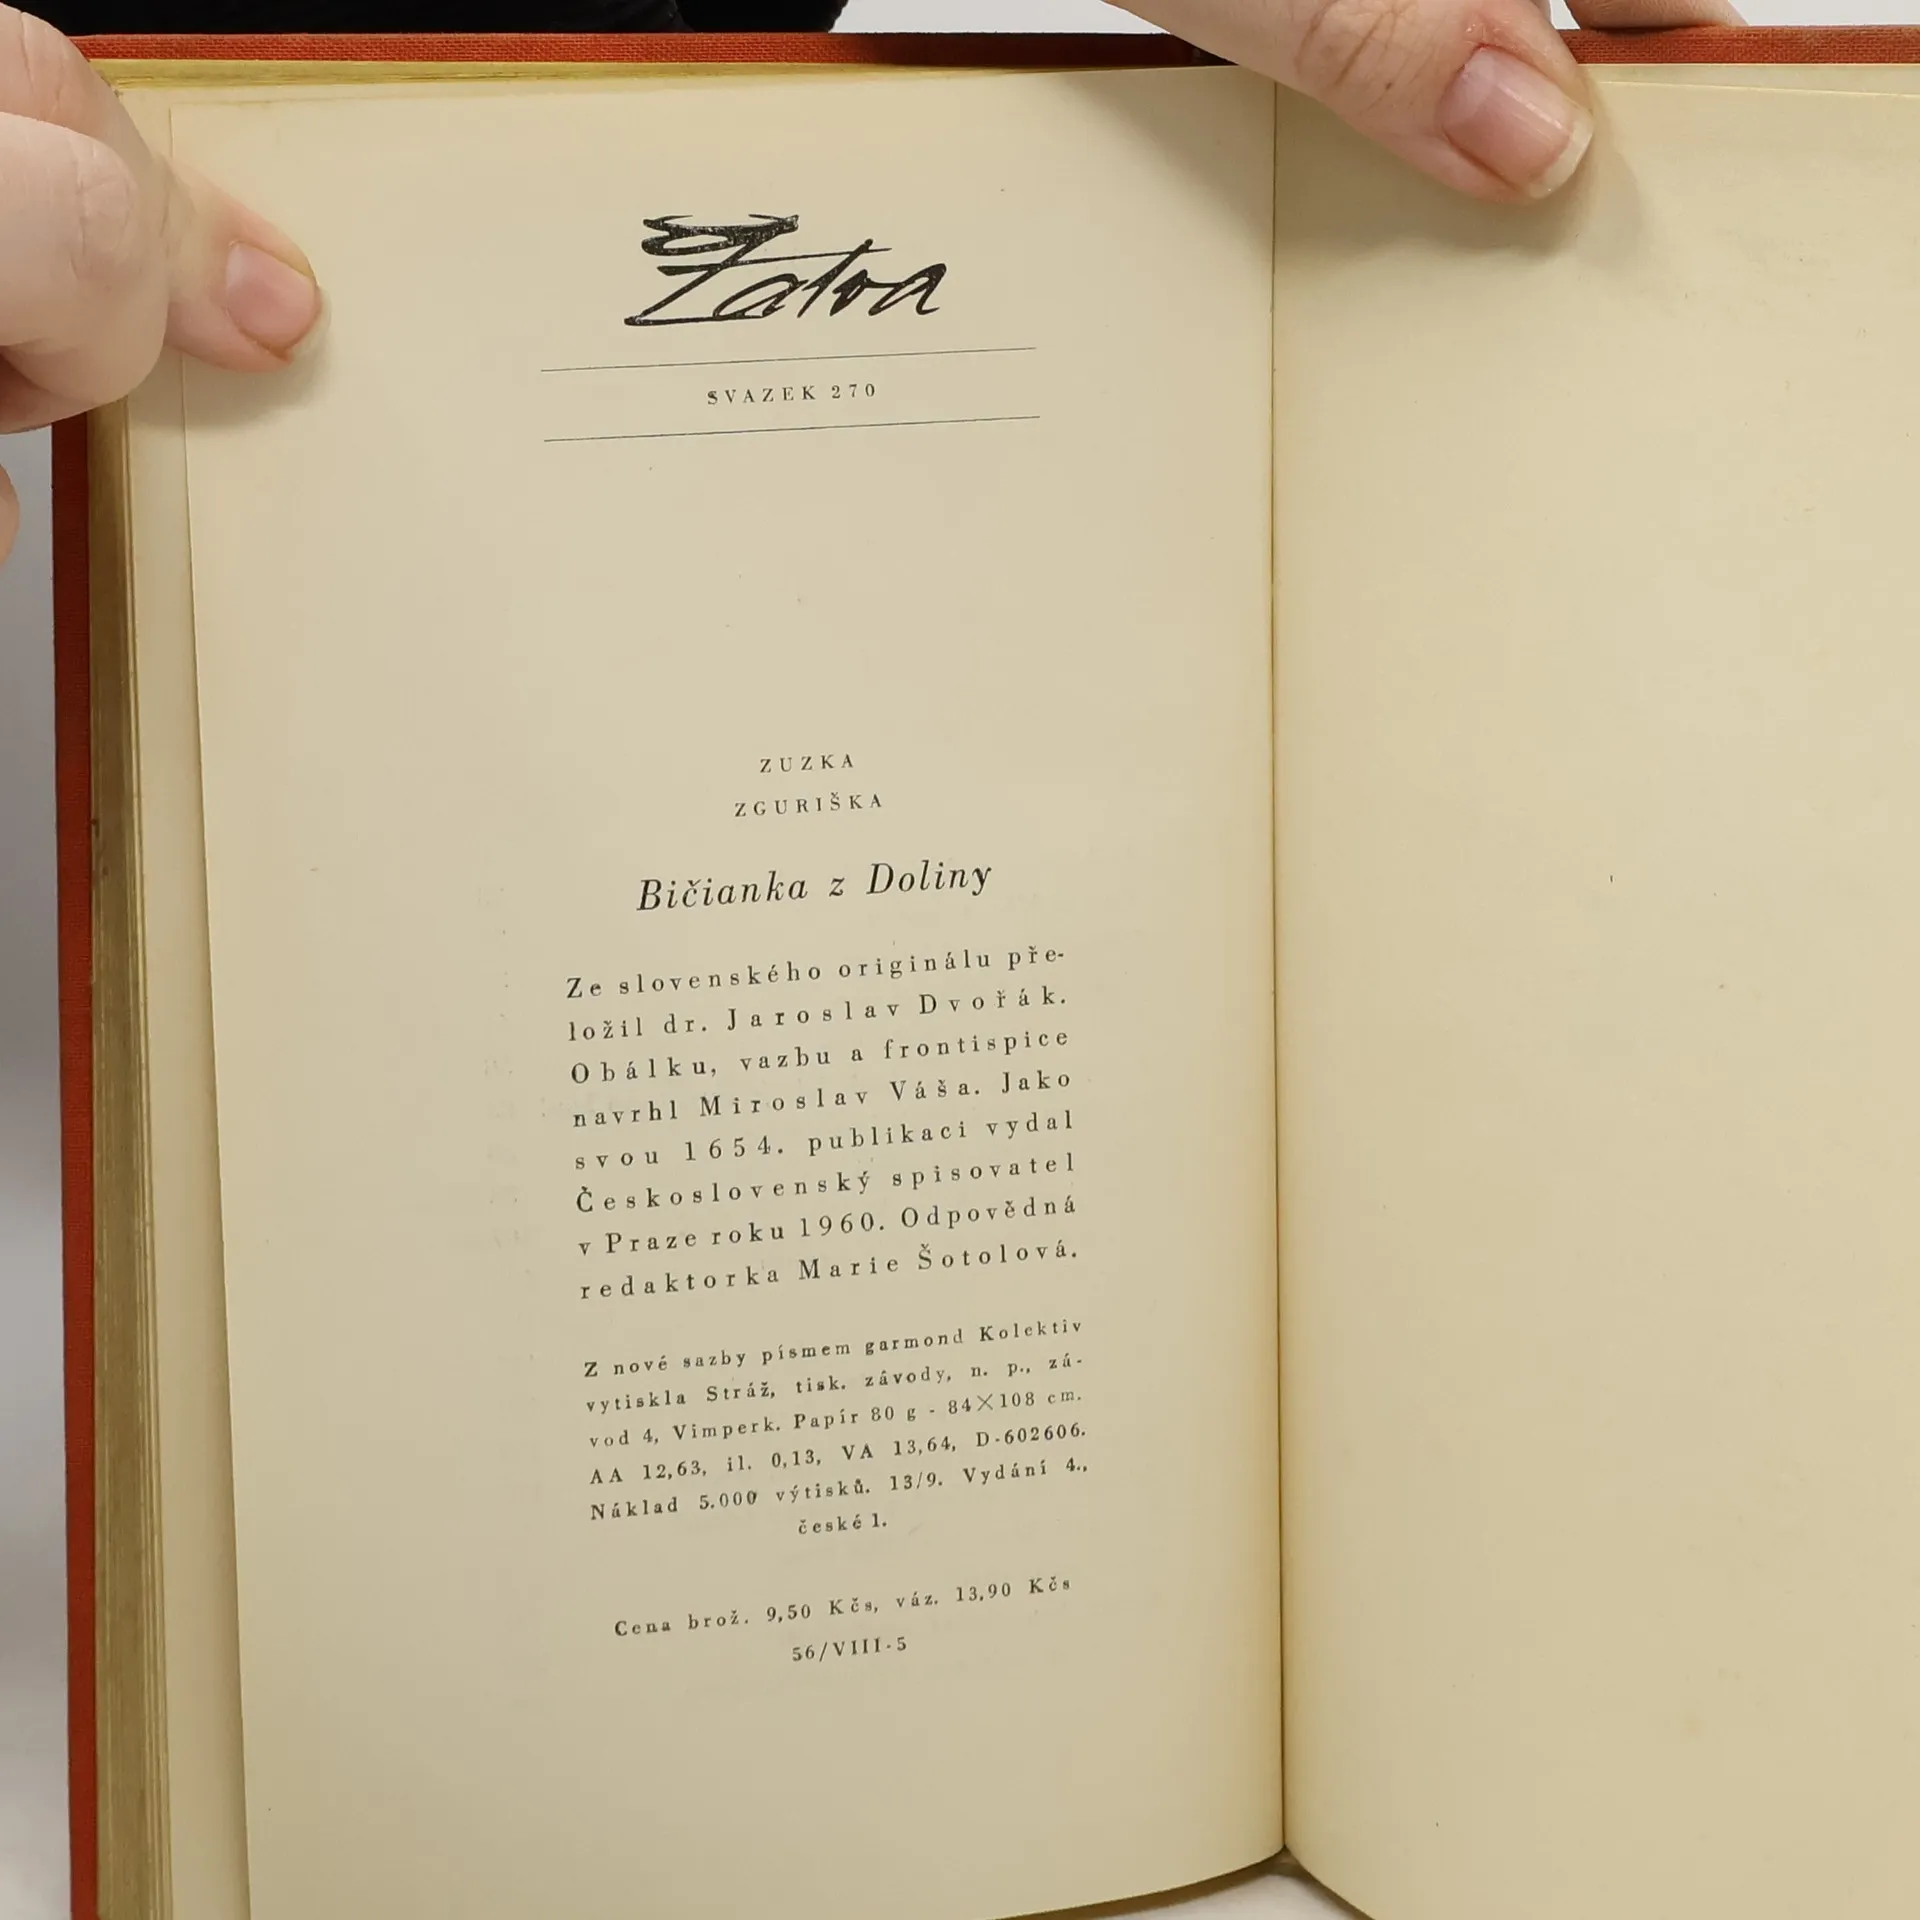 Žatva
SVAZEK 270
ZUZKA
ZGURIŠKA
Bičianka z Doliny
Ze slovenského originálu pře-
ložil dr. Jaroslav Dvořák.
Obálku, vazbu a frontispice
navrhl Miroslav Váša. Jako
svou 1654. publikaci vydal
Československý spisovatel
v Praze roku 1960. Odpovědná
redaktorka Marie Šotolová.
Z nové sazby písmem garmond Kolektiv
vytiskla Stráž, tisk. závody, n. p., zá-
vod 4, Vimperk. Papír 80 g - 84×108 cm.
AA 12,63, il. 0,13, VA 13,64, D-602606.
Náklad 5.000 výtisků. 13/9. Vydání 4.,
české 1.
Cena brož. 9,50 Kčs, váz. 13,90 Kčs
56/VIII-5